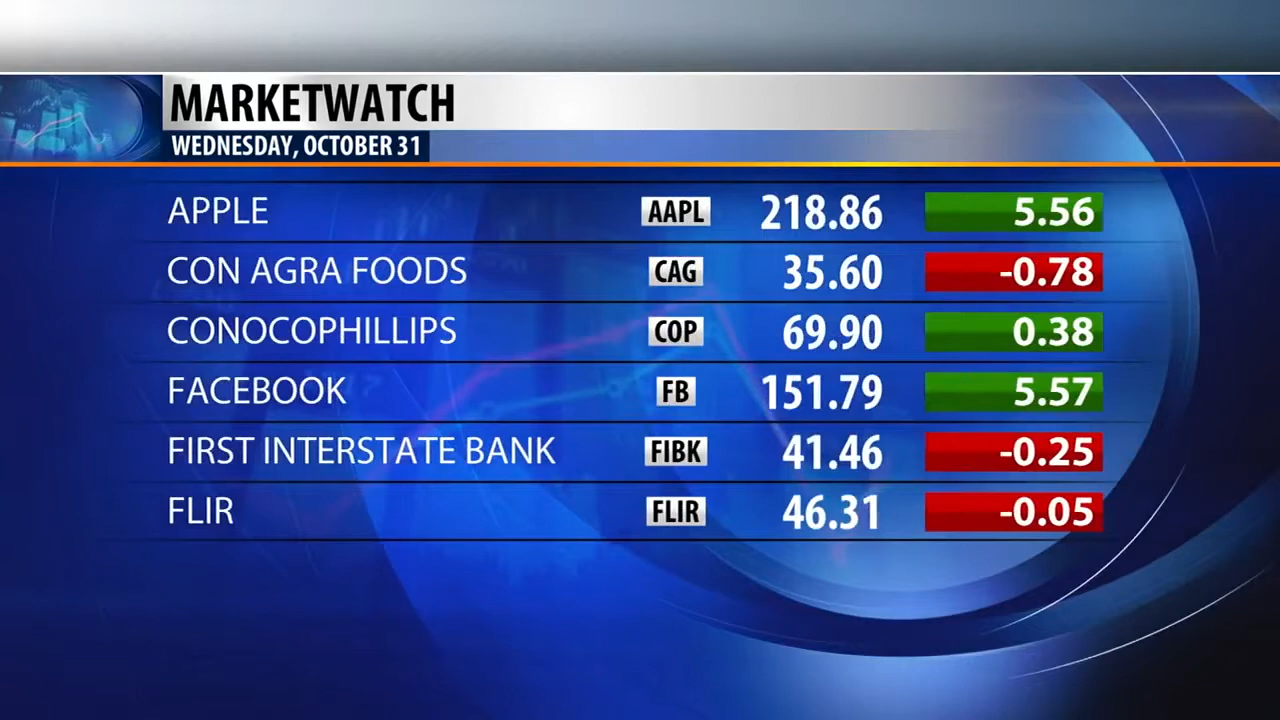 MARKETWATCH
WEDNESDAY, OCTOBER 31
APPLE AAPL 218.86 5.56
CON AGRA FOODS CAG 35.60 -0.78
CONOCOPHILLIPS COP 69.90 0.38
FACEBOOK FB 151.79 5.57
FIRST INTERSTATE BANK FIBK 41.46 -0.25
FLIR FLIR 46.31 -0.05